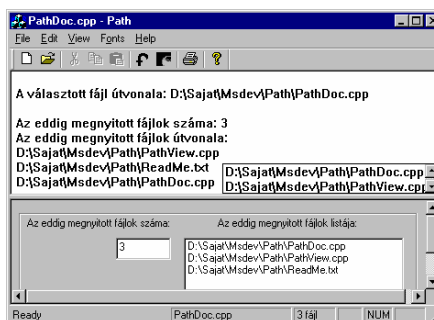 PathDoc.cpp - Path
File Edit View Fonts Help
A választott fájl útvonala: D:\Sajat\Msdev\Path\PathDoc.cpp
Az eddig megnyitott fájlok száma: 3
Az eddig megnyitott fájlok útvonala:
D:\Sajat\Msdev\Path\PathView.cpp
D:\Sajat\Msdev\Path\ReadMe.txt
D:\Sajat\Msdev\Path\PathDoc.cpp
D:\Sajat\Msdev\Path\PathDoc.cpp
D:\Sajat\Msdev\Path\PathView.cpp
Az eddig megnyitott fájlok száma:
Az eddig megnyitott fájlok listája:
3
D:\Sajat\Msdev\Path\PathDoc.cpp
D:\Sajat\Msdev\Path\PathView.cpp
D:\Sajat\Msdev\Path\ReadMe.txt
Ready PathDoc.cpp 3 fájl NUM